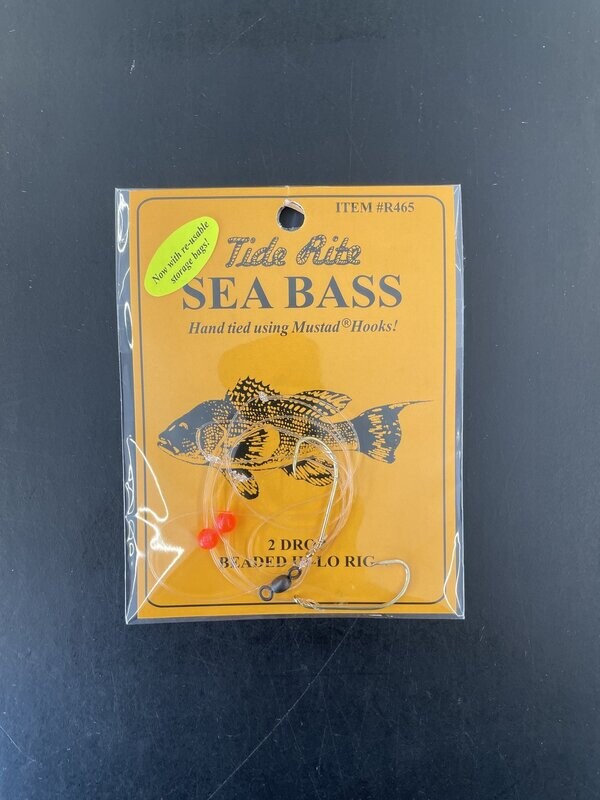 ITEM #R465
Now with re-usable
storage bags!
Tide Rite
SEA BASS
Hand tied using Mustad® Hooks!
2 DROP
BEADED HI-LO RIG